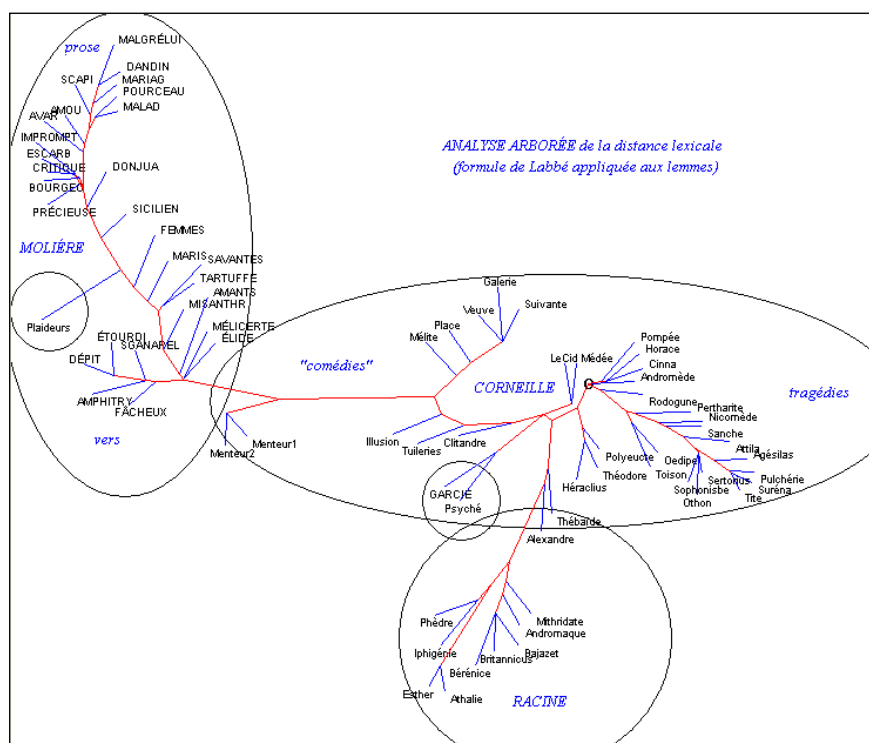 prose
MALGRÉLUI
DANDIN
SCAPI
MARIAG
POURCEAU
MALAD
AMOU
AVAR
IMPROMPT
ESCARB
CRITIQUE
DONJUA
BOURGEO
PRÉCIEUSE
SICILIEN
FEMMES
MOLIÉRE
MARIS
SAVANTES
TARTUFFE
AMANTS
MISANTHR
Plaideurs
MÉLICERTE
ÉTOURDI
SGANAREL
ÉLIDE
DÉPIT
AMPHITRY
FÂCHEUX
vers
ANALYSE ARBORÉE de la distance lexicale
(formule de Labbé appliquée aux lemmes)
Galerie
Veuve
Suivante
Place
Mélite
"comédies"
LeCid Médée
Pompée
Horace
Cinna
Andromède
CORNEILLE
tragédies
Rodogune
Pertharite
Nicomède
Sanche
Attila
Agésilas
Menteur1
Menteur2
Illusion
Tuileries
Clitandre
Polyeucte
Oedipe
Théodore
Toison
Héraclius
Sertorius
Pulchérie
Sophonisbe
Suréna
Othon
Tite
GARCIE
Psyché
Thébaïde
Alexandre
Phèdre
Mithridate
Andromaque
Iphigénie
Britannicus
Bajazet
Bérénice
Esther
Athalie
RACINE